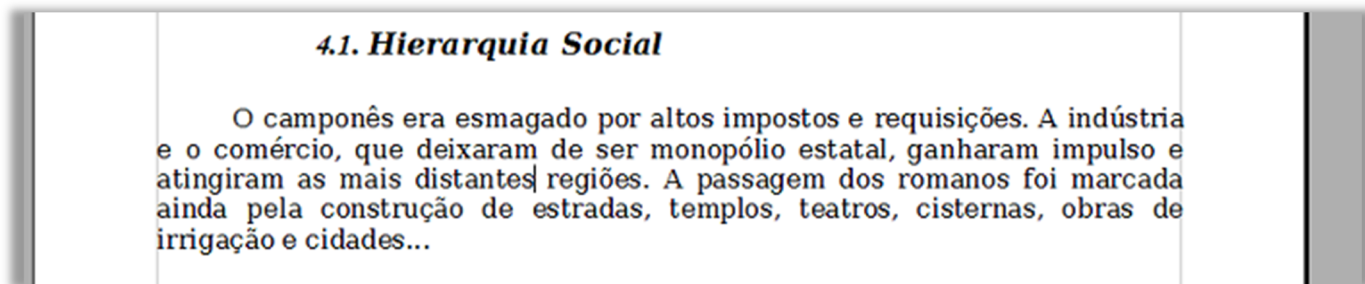 4.1. Hierarquia Social
O camponês era esmagado por altos impostos e requisições. A indústria
e o comércio, que deixaram de ser monopólio estatal, ganharam impulso e
atingiram as mais distantes regiões. A passagem dos romanos foi marcada
ainda pela construção de estradas, templos, teatros, cisternas, obras de
irrigação e cidades...